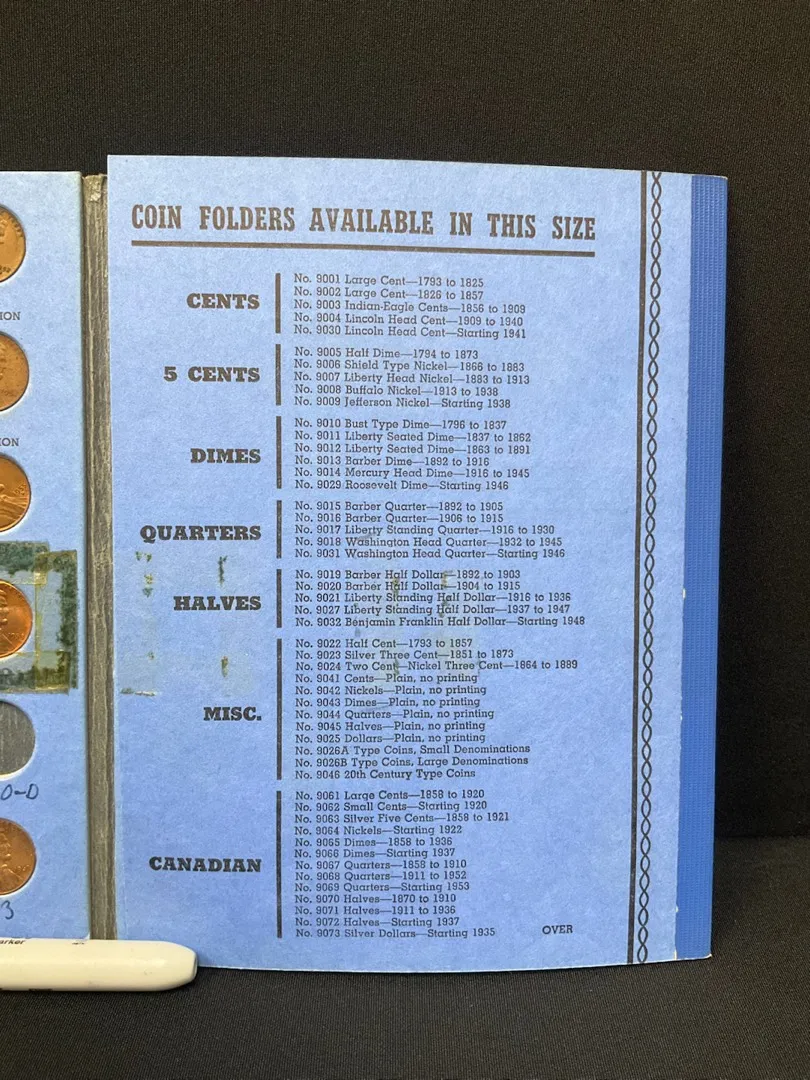 COIN FOLDERS AVAILABLE IN THIS SIZE
CENTS
No. 9001 Large Cent—1793 to 1825
No. 9002 Large Cent—1826 to 1857
No. 9003 Indian-Eagle Cents—1856 to 1909
No. 9004 Lincoln Head Cent—1909 to 1940
No. 9030 Lincoln Head Cent—Starting 1941
5 CENTS
No. 9005 Half Dime—1794 to 1873
No. 9006 Shield Type Nickel—1866 to 1883
No. 9007 Liberty Head Nickel—1883 to 1913
No. 9008 Buffalo Nickel—1913 to 1938
No. 9009 Jefferson Nickel—Starting 1938
DIMES
No. 9010 Bust Type Dime—1796 to 1837
No. 9011 Liberty Seated Dime—1837 to 1862
No. 9012 Liberty Seated Dime—1863 to 1891
No. 9013 Barber Dime—1892 to 1916
No. 9014 Mercury Head Dime—1916 to 1945
No. 9029 Roosevelt Dime—Starting 1946
QUARTERS
No. 9015 Barber Quarter—1892 to 1905
No. 9016 Barber Quarter—1906 to 1915
No. 9017 Liberty Standing Quarter—1916 to 1930
No. 9018 Washington Head Quarter—1932 to 1945
No. 9031 Washington Head Quarter—Starting 1946
HALVES
No. 9019 Barber Half Dollar—1892 to 1903
No. 9020 Barber Half Dollar—1904 to 1915
No. 9021 Liberty Standing Half Dollar—1916 to 1936
No. 9027 Liberty Standing Half Dollar—1937 to 1947
No. 9032 Benjamin Franklin Half Dollar—Starting 1948
MISC.
No. 9022 Half Cent—1793 to 1857
No. 9023 Silver Three Cent—1851 to 1873
No. 9024 Two Cent—Nickel Three Cent—1864 to 1889
No. 9041 Cents—Plain, no printing
No. 9042 Nickels—Plain, no printing
No. 9043 Dimes—Plain, no printing
No. 9044 Quarters—Plain, no printing
No. 9045 Halves—Plain, no printing
No. 9025 Dollars—Plain, no printing
No. 9026A Type Coins, Small Denominations
No. 9026B Type Coins, Large Denominations
No. 9046 20th Century Type Coins
CANADIAN
No. 9061 Large Cents—1858 to 1920
No. 9062 Small Cents—Starting 1920
No. 9063 Silver Five Cents—1858 to 1921
No. 9064 Nickels—Starting 1922
No. 9065 Dimes—1858 to 1936
No. 9066 Dimes—Starting 1937
No. 9067 Quarters—1858 to 1910
No. 9068 Quarters—1911 to 1952
No. 9069 Quarters—Starting 1953
No. 9070 Halves—1870 to 1910
No. 9071 Halves—1911 to 1936
No. 9072 Halves—Starting 1937
No. 9073 Silver Dollars—Starting 1935
OVER
ION
ION
0-D
3
arker